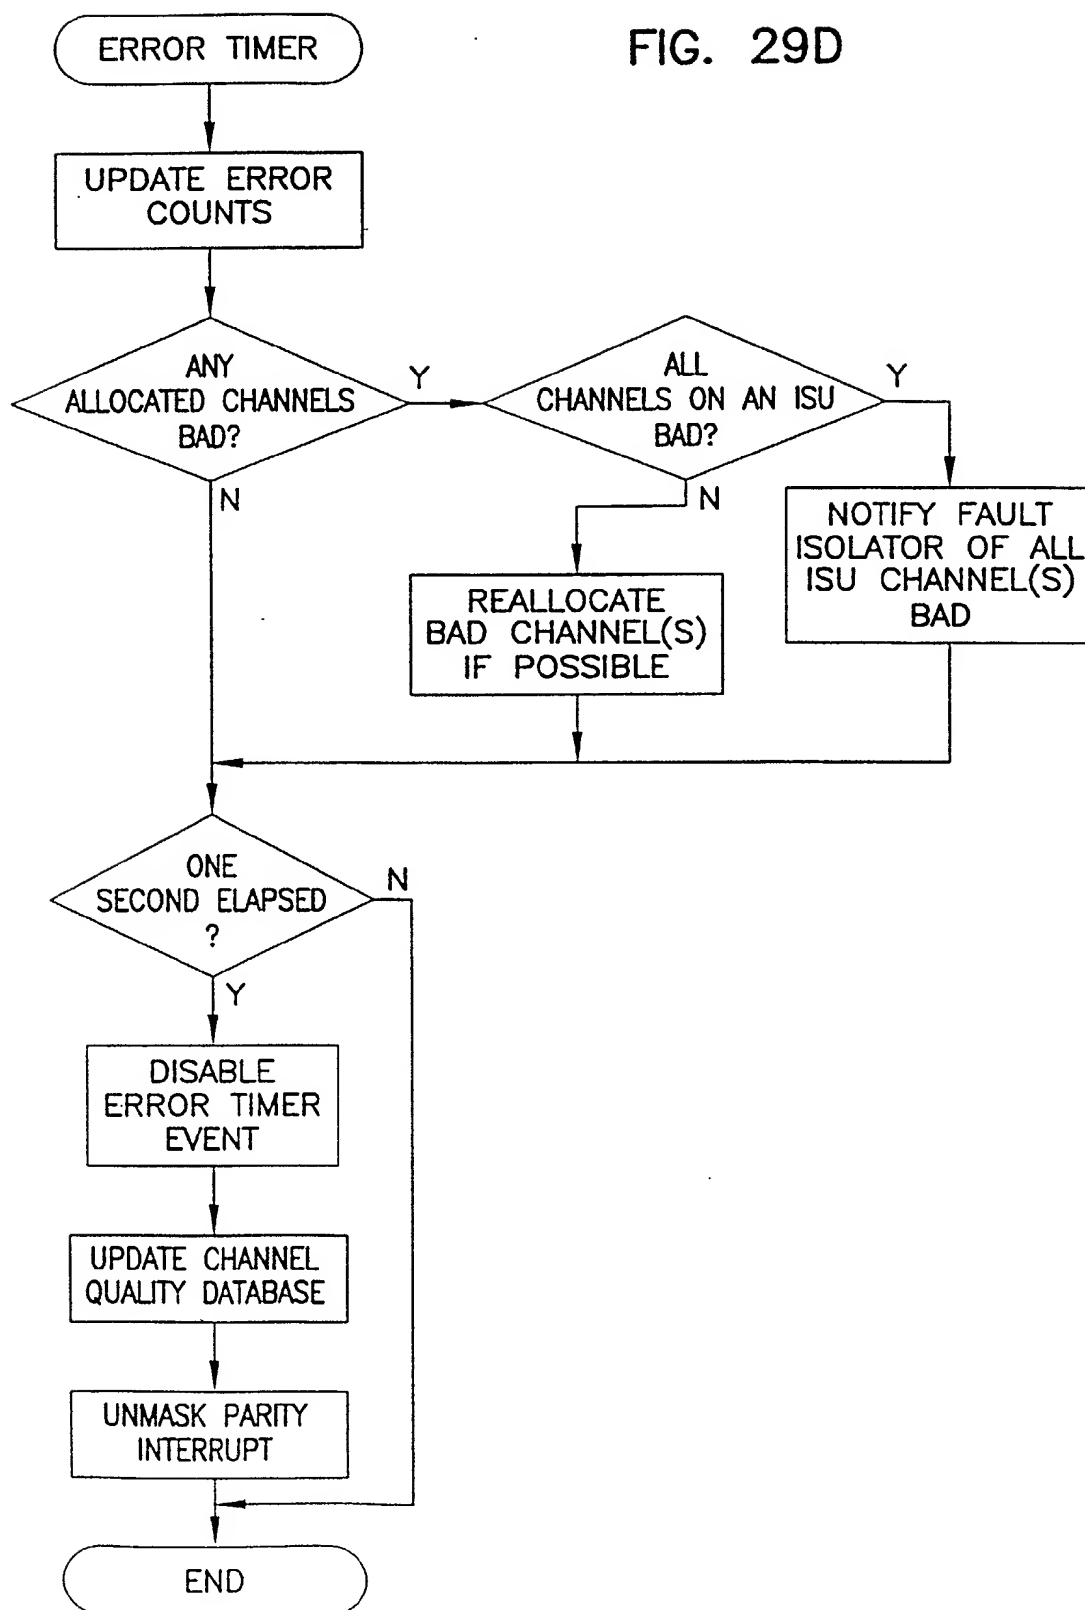 ERROR TIMER
FIG. 29D
UPDATE ERROR
COUNTS
ANY
ALLOCATED CHANNELS
BAD?
Y
N
ALL
CHANNELS ON AN ISU
BAD?
Y
N
NOTIFY FAULT
ISOLATOR OF ALL
ISU CHANNEL(S)
BAD
REALLOCATE
BAD CHANNEL(S)
IF POSSIBLE
ONE
SECOND ELAPSED
?
N
Y
DISABLE
ERROR TIMER
EVENT
UPDATE CHANNEL
QUALITY DATABASE
UNMASK PARITY
INTERRUPT
END